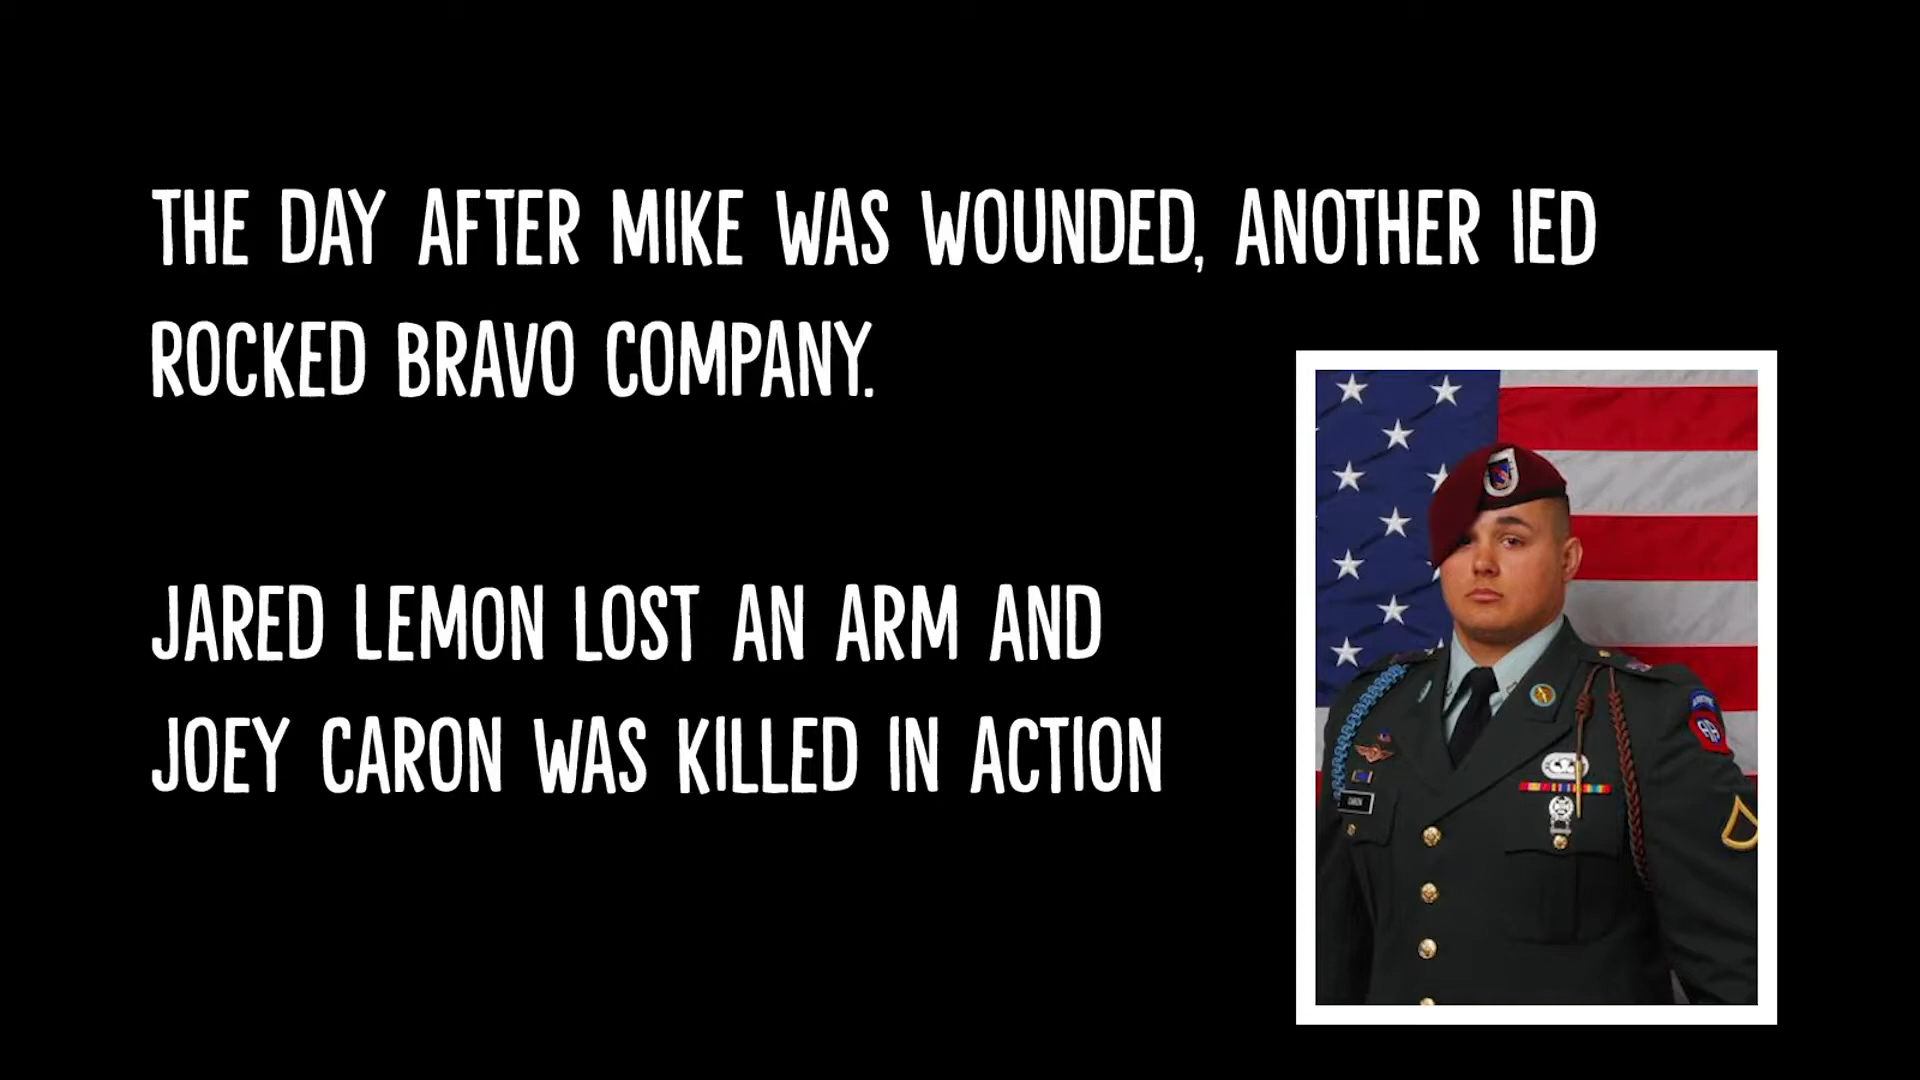 THE DAY AFTER MIKE WAS WOUNDED, ANOTHER IED
ROCKED BRAVO COMPANY.
JARED LEMON LOST AN ARM AND
JOEY CARON WAS KILLED IN ACTION
CARON